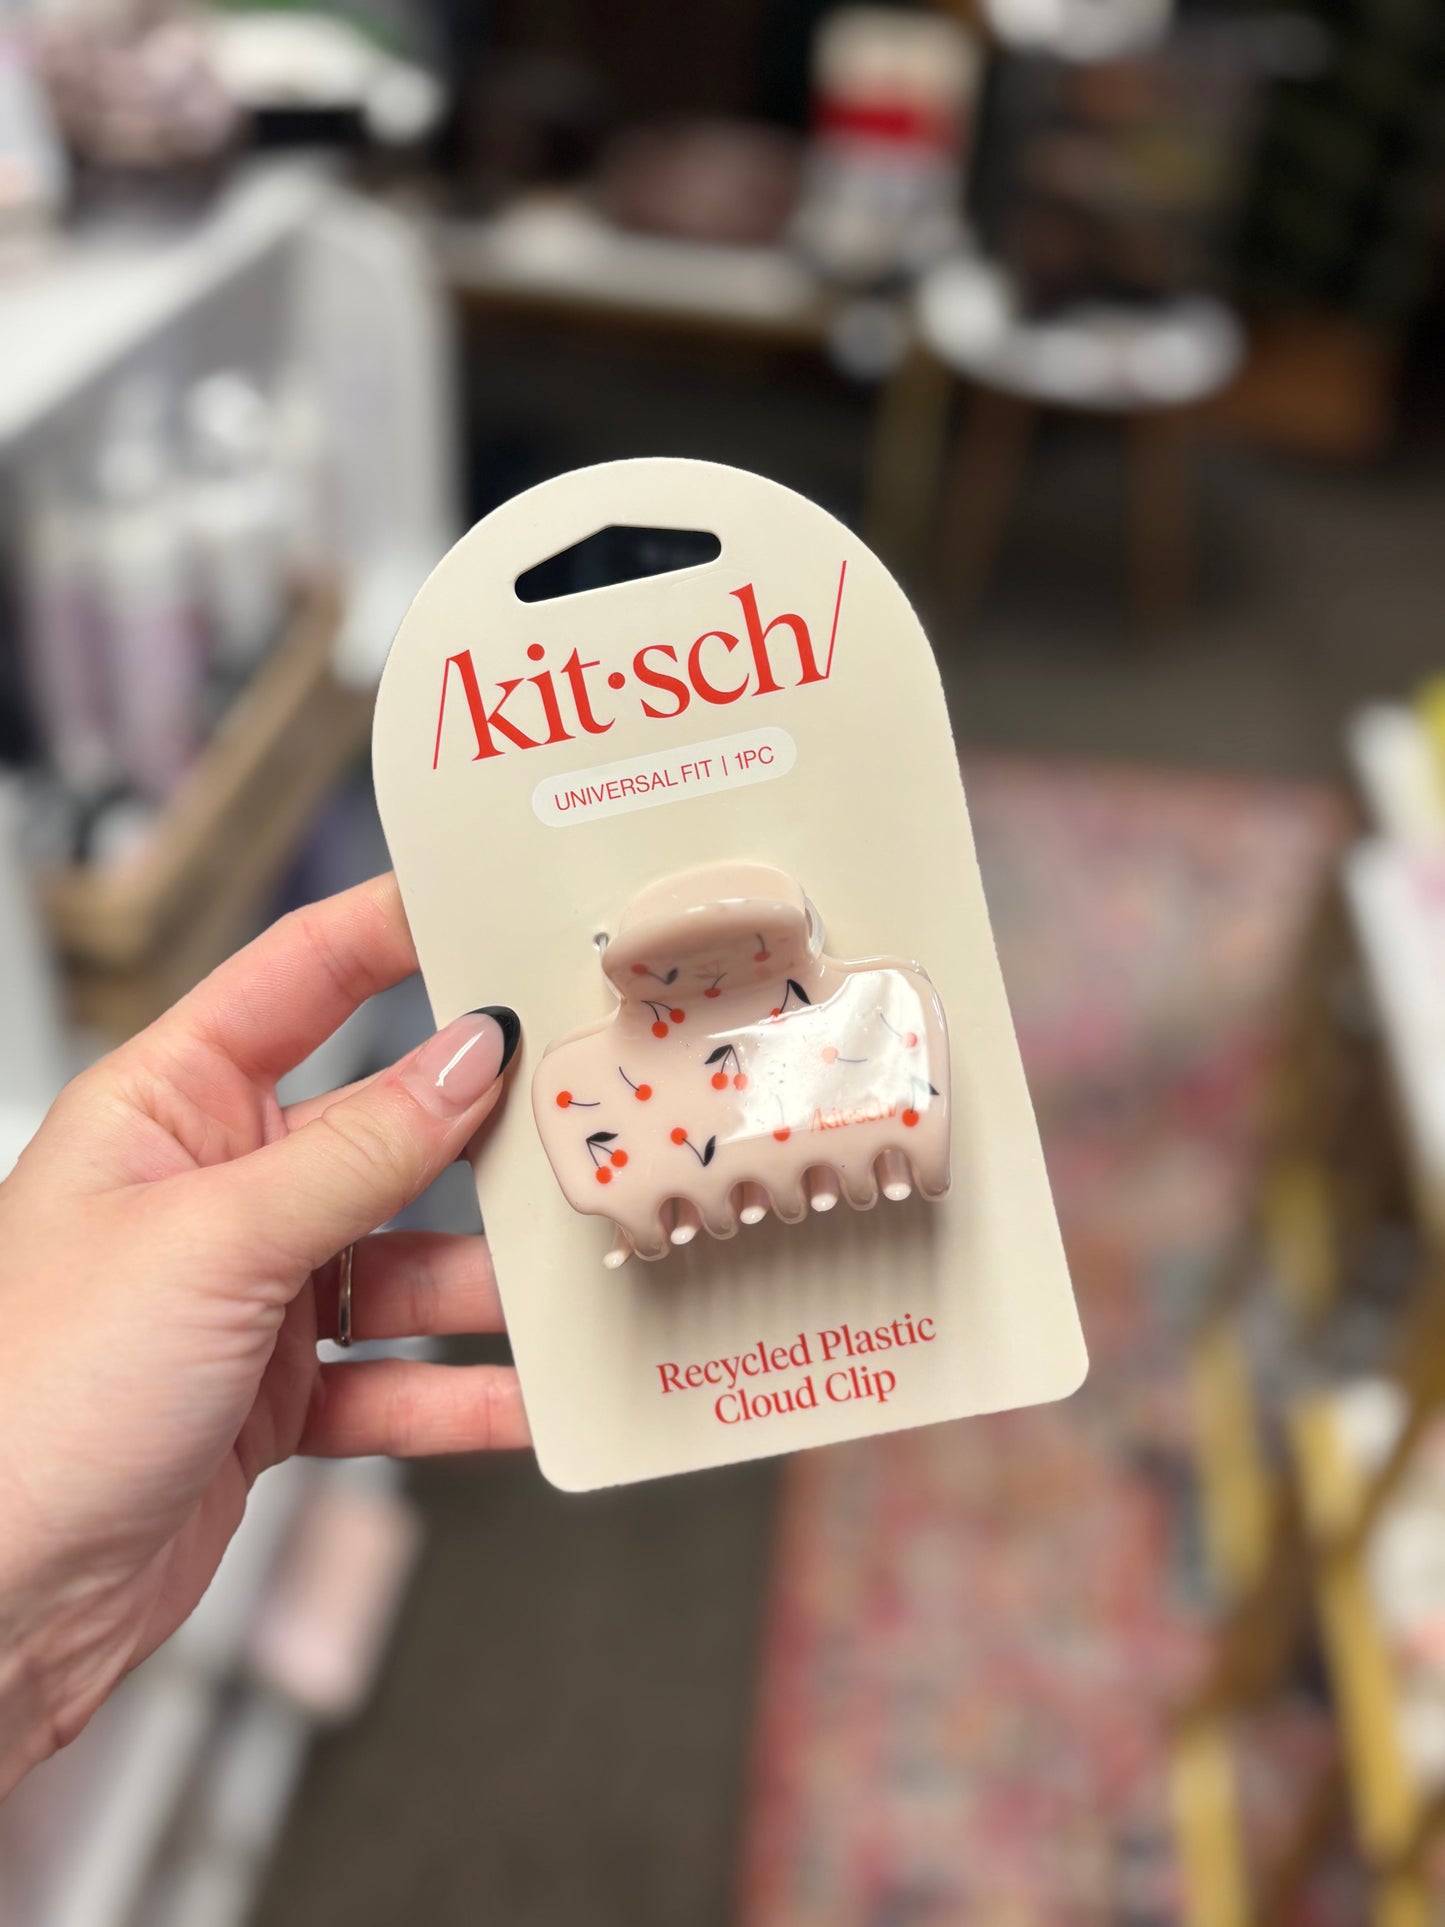 /kit·sch/
UNIVERSAL FIT | 1PC
/kit·sch/
Recycled Plastic
Cloud Clip